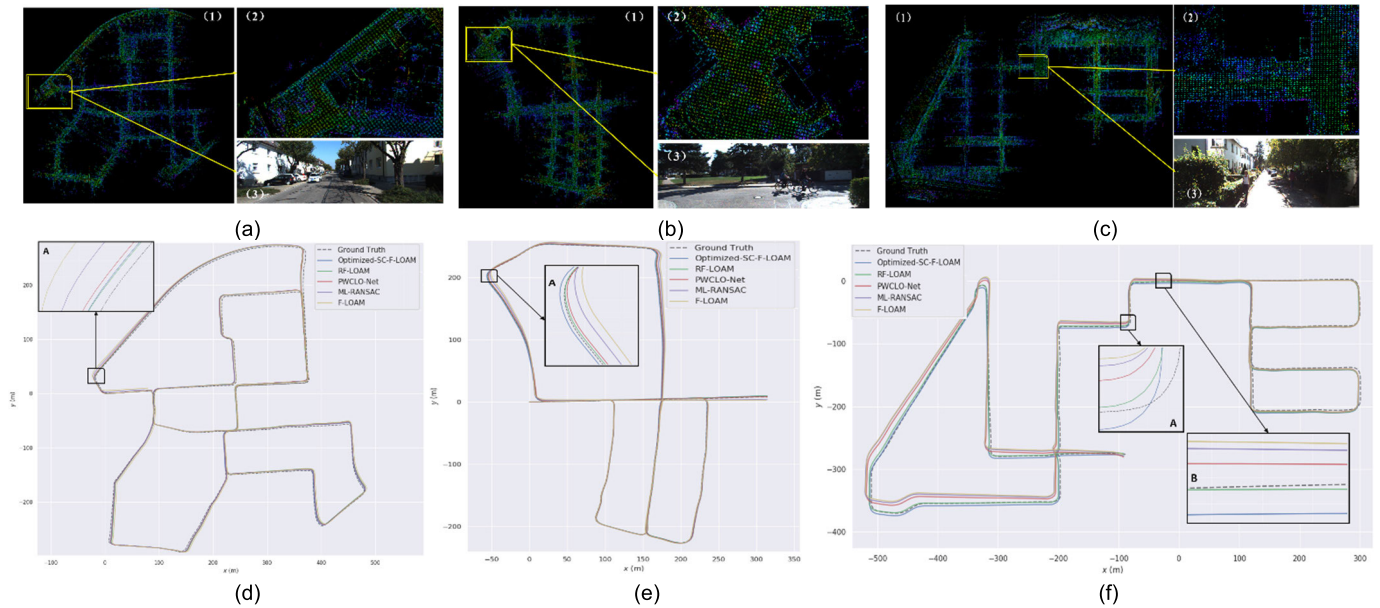 (1)
(2)
(3)
(a)
(1)
(2)
(3)
(b)
(1)
(2)
(3)
(c)
A
Ground Truth
Optimized-SC-F-LOAM
RF-LOAM
PWCLO-Net
ML-RANSAC
F-LOAM
y (m)
200
100
0
−100
−200
0
100
200
300
400
500
x (m)
(d)
A
Ground Truth
Optimized-SC-F-LOAM
RF-LOAM
PWCLO-Net
ML-RANSAC
F-LOAM
y (m)
200
100
0
−100
−200
−50
0
50
100
150
200
250
300
350
x (m)
(e)
Ground Truth
Optimized-SC-F-LOAM
RF-LOAM
PWCLO-Net
ML-RANSAC
F-LOAM
A
B
y (m)
0
−100
−200
−300
−400
−500
−400
−300
−200
−100
0
100
200
300
x (m)
(f)